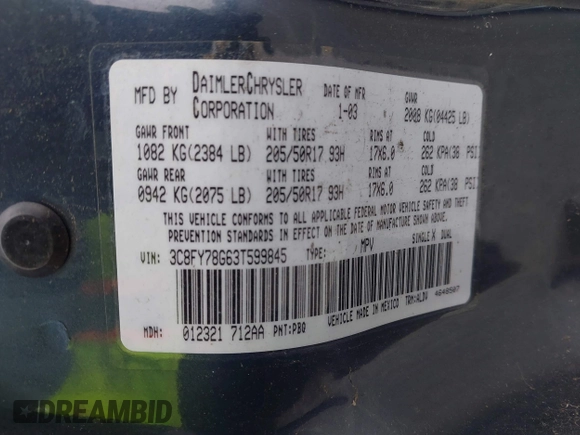 MFD BY DAIMLERCHRYSLER CORPORATION
DATE OF MFR 1-03
GVWR 2008 KG(04425 LB)
GAWR FRONT WITH TIRES RIMS AT COLD
1082 KG(2384 LB) 205/50R17 93H 17X6.0 262 KPA(38 PSI)
GAWR REAR WITH TIRES RIMS AT COLD
0942 KG(2075 LB) 205/50R17 93H 17X6.0 262 KPA(38 PSI)
THIS VEHICLE CONFORMS TO ALL APPLICABLE FEDERAL MOTOR VEHICLE SAFETY AND THEFT
PREVENTION STANDARDS IN EFFECT ON THE DATE OF MANUFACTURE SHOWN ABOVE.
VIN: 3C8FY78G63T599845 TYPE: MPV SINGLE X DUAL
VEHICLE MADE IN MEXICO TRM:ALDV 4648507
MDH: 012321 712AA PNT:PBG
DREAMBID